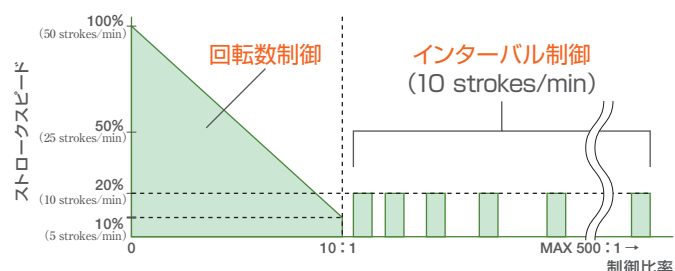 100%
(50 strokes/min)
回転数制御
インターバル制御
(10 strokes/min)
ストロークスピード
50%
(25 strokes/min)
20%
(10 strokes/min)
10%
(5 strokes/min)
0
10：1
MAX 500：1→
制御比率